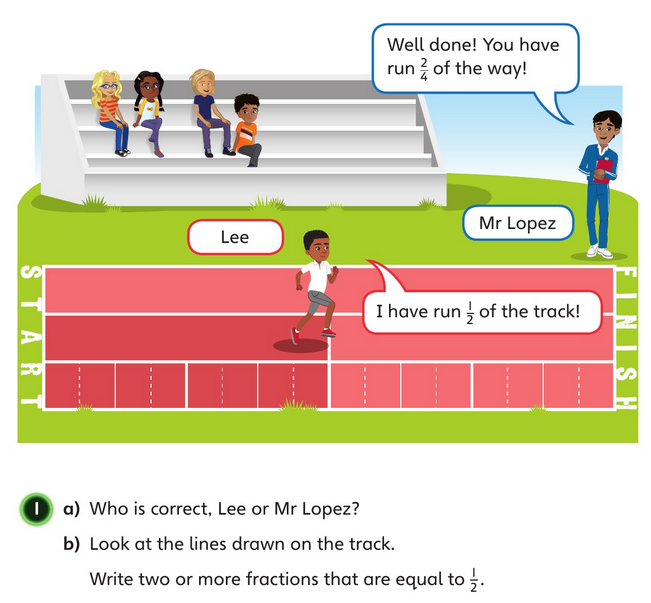 Well done! You have
run 2/4 of the way!
Mr Lopez
Lee
START
FINISH
I have run 1/2 of the track!
1 a) Who is correct, Lee or Mr Lopez?
b) Look at the lines drawn on the track.
Write two or more fractions that are equal to 1/2.